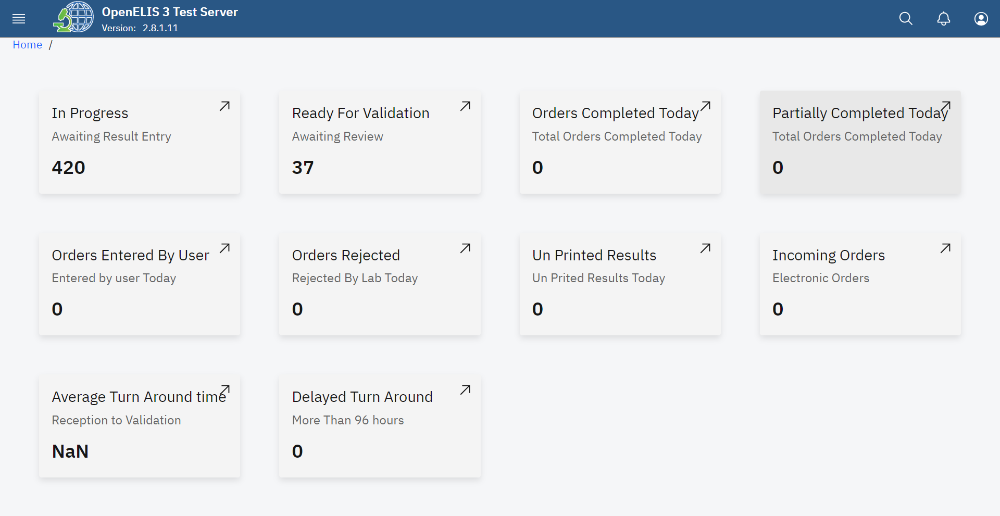 OpenELIS 3 Test Server
Version: 2.8.1.11
Home /
In Progress
Awaiting Result Entry
420
Ready For Validation
Awaiting Review
37
Orders Completed Today
Total Orders Completed Today
0
Partially Completed Today
Total Orders Completed Today
0
Orders Entered By User
Entered by user Today
0
Orders Rejected
Rejected By Lab Today
0
Un Printed Results
Un Prited Results Today
0
Incoming Orders
Electronic Orders
0
Average Turn Around time
Reception to Validation
NaN
Delayed Turn Around
More Than 96 hours
0